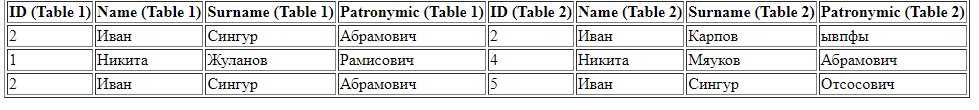 ID (Table 1) Name (Table 1) Surname (Table 1) Patronymic (Table 1) ID (Table 2) Name (Table 2) Surname (Table 2) Patronymic (Table 2)
2 Иван Сингур Абрамович 2 Иван Карпов ывпфы
1 Никита Жуланов Рамисович 4 Никита Мяуков Абрамович
2 Иван Сингур Абрамович 5 Иван Сингур Отсосович